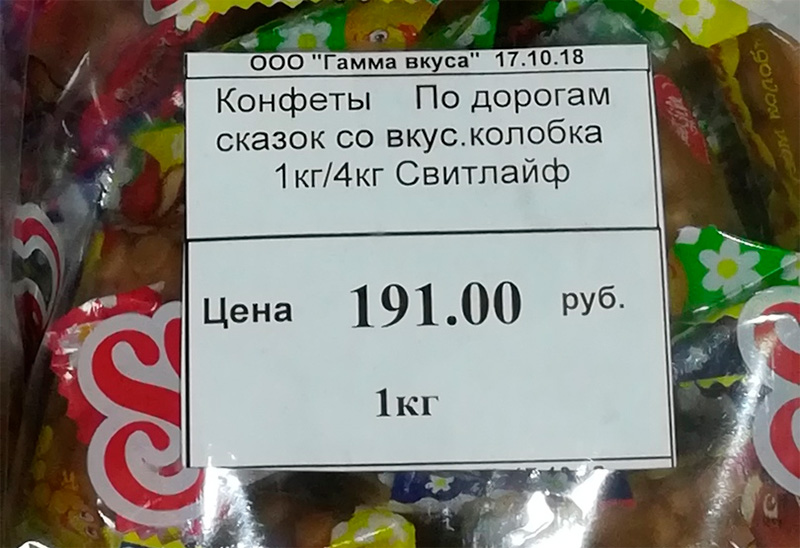 ООО "Гамма вкуса" 17.10.18
Конфеты По дорогам
сказок со вкус.колобка
1кг/4кг Свитлайф
Цена 191.00 руб.
1кг